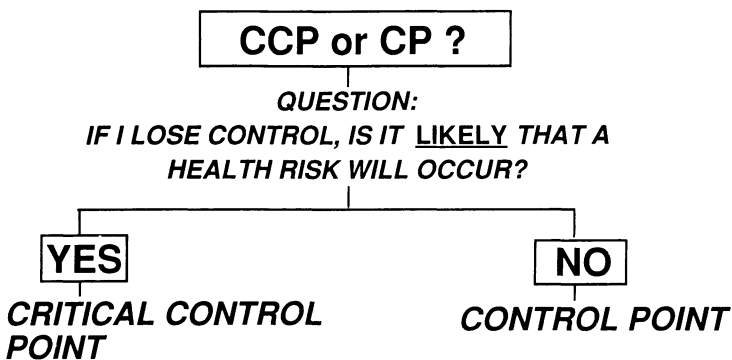 CCP or CP ?
QUESTION:
IF I LOSE CONTROL, IS IT LIKELY THAT A
HEALTH RISK WILL OCCUR?
YES
NO
CRITICAL CONTROL
POINT
CONTROL POINT